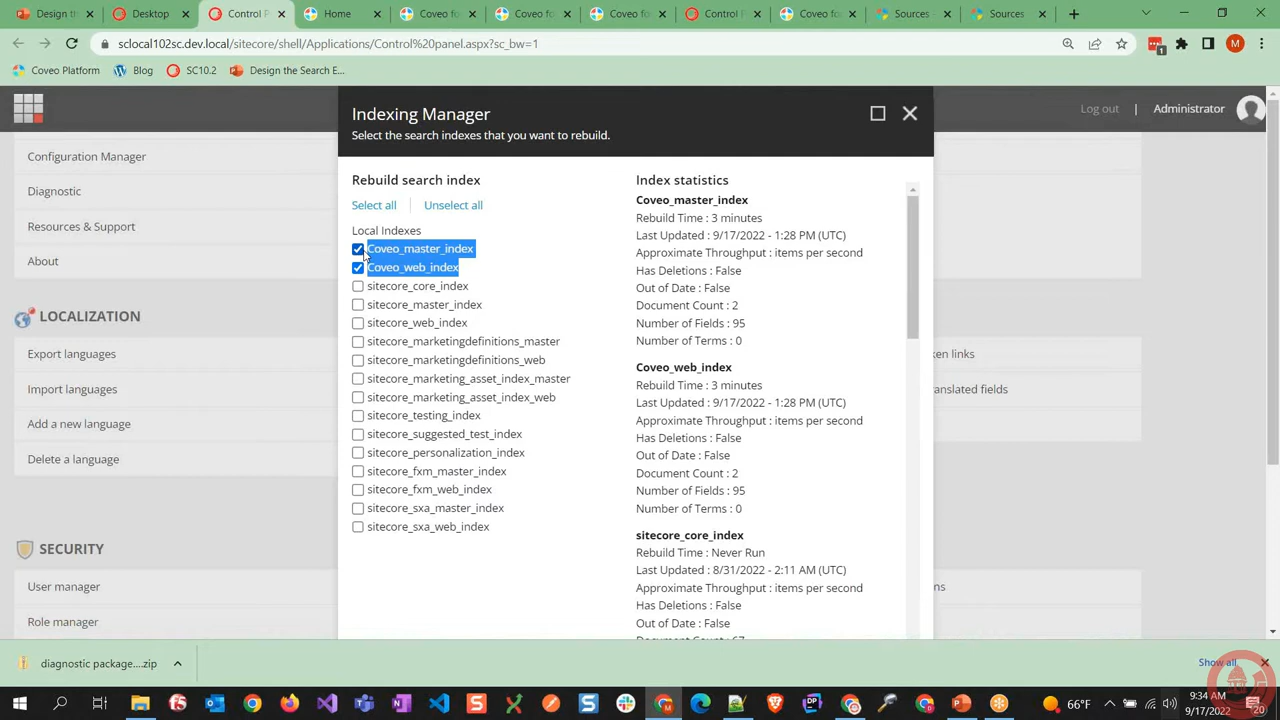 Design th
Desktop
Control P
Home
Coveo fo
Coveo fo
Coveo fo
Control P
Coveo fo
Sources -
Sources
sclocal102sc.dev.local/sitecore/shell/Applications/Control%20panel.aspx?sc_bw=1
1
M
Coveo Platform
Blog
SC10.2
Design the Search E...
Log out | Administrator
Configuration Manager
Diagnostic
Research & Support
About
LOCALIZATION
Export languages
Import languages
Add a new language
Delete a language
ken links
ranslated fields
SECURITY
User manager
Role manager
ns
Indexing Manager
Select the search indexes that you want to rebuild.
Rebuild search index
Select all
Unselect all
Local Indexes
Coveo_master_index
Coveo_web_index
sitecore_core_index
sitecore_master_index
sitecore_web_index
sitecore_marketingdefinitions_master
sitecore_marketingdefinitions_web
sitecore_marketing_asset_index_master
sitecore_marketing_asset_index_web
sitecore_testing_index
sitecore_suggested_test_index
sitecore_personalization_index
sitecore_fxm_master_index
sitecore_fxm_web_index
sitecore_sxa_master_index
sitecore_sxa_web_index
Index statistics
Coveo_master_index
Rebuild Time : 3 minutes
Last Updated : 9/17/2022 - 1:28 PM (UTC)
Approximate Throughput : items per second
Has Deletions : False
Out of Date : False
Document Count : 2
Number of Fields : 95
Number of Terms : 0
Coveo_web_index
Rebuild Time : 3 minutes
Last Updated : 9/17/2022 - 1:28 PM (UTC)
Approximate Throughput : items per second
Has Deletions : False
Out of Date : False
Document Count : 2
Number of Fields : 95
Number of Terms : 0
sitecore_core_index
Rebuild Time : Never Run
Last Updated : 8/31/2022 - 2:11 AM (UTC)
Approximate Throughput : items per second
Has Deletions : False
Out of Date : False
diagnostic package....zip
Show all
66°F
9:34 AM
9/17/2022
20